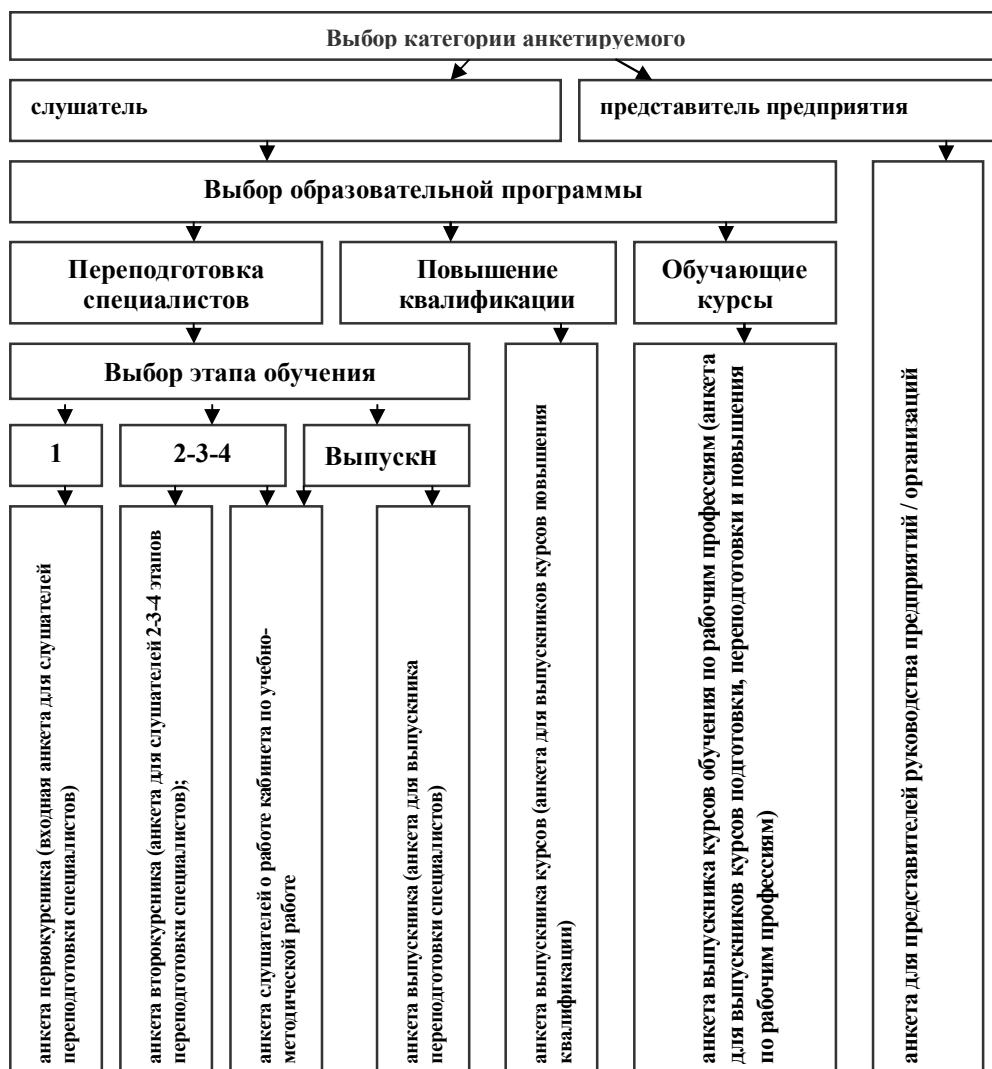 Выбор категории анкетируемого
слушатель
представитель предприятия
Выбор образовательной программы
Переподготовка
специалистов
Повышение
квалификации
Обучающие
курсы
Выбор этапа обучения
1
2-3-4
Выпускн
анкета первокурсника (входная анкета для слушателей
переподготовки специалистов)
анкета второкурсника (анкета для слушателей 2-3-4 этапов
переподготовки специалистов);
анкета слушателей о работе кабинета по учебно-
методической работе
анкета выпускника (анкета для выпускника
переподготовки специалистов)
анкета выпускника курсов (анкета для выпускников курсов повышения
квалификации)
анкета выпускника курсов обучения по рабочим профессиям (анкета
для выпускников курсов подготовки, переподготовки и повышения
по рабочим профессиям)
анкета для представителей руководства предприятий / организаций